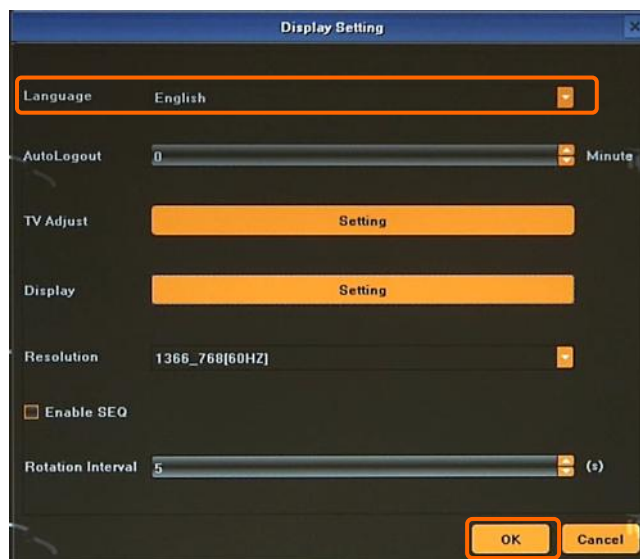 Display Setting
Language English
AutoLogout 0 Minute
TV Adjust Setting
Display Setting
Resolution 1366_768[60HZ]
Enable SEQ
Rotation Interval 5 (s)
OK Cancel